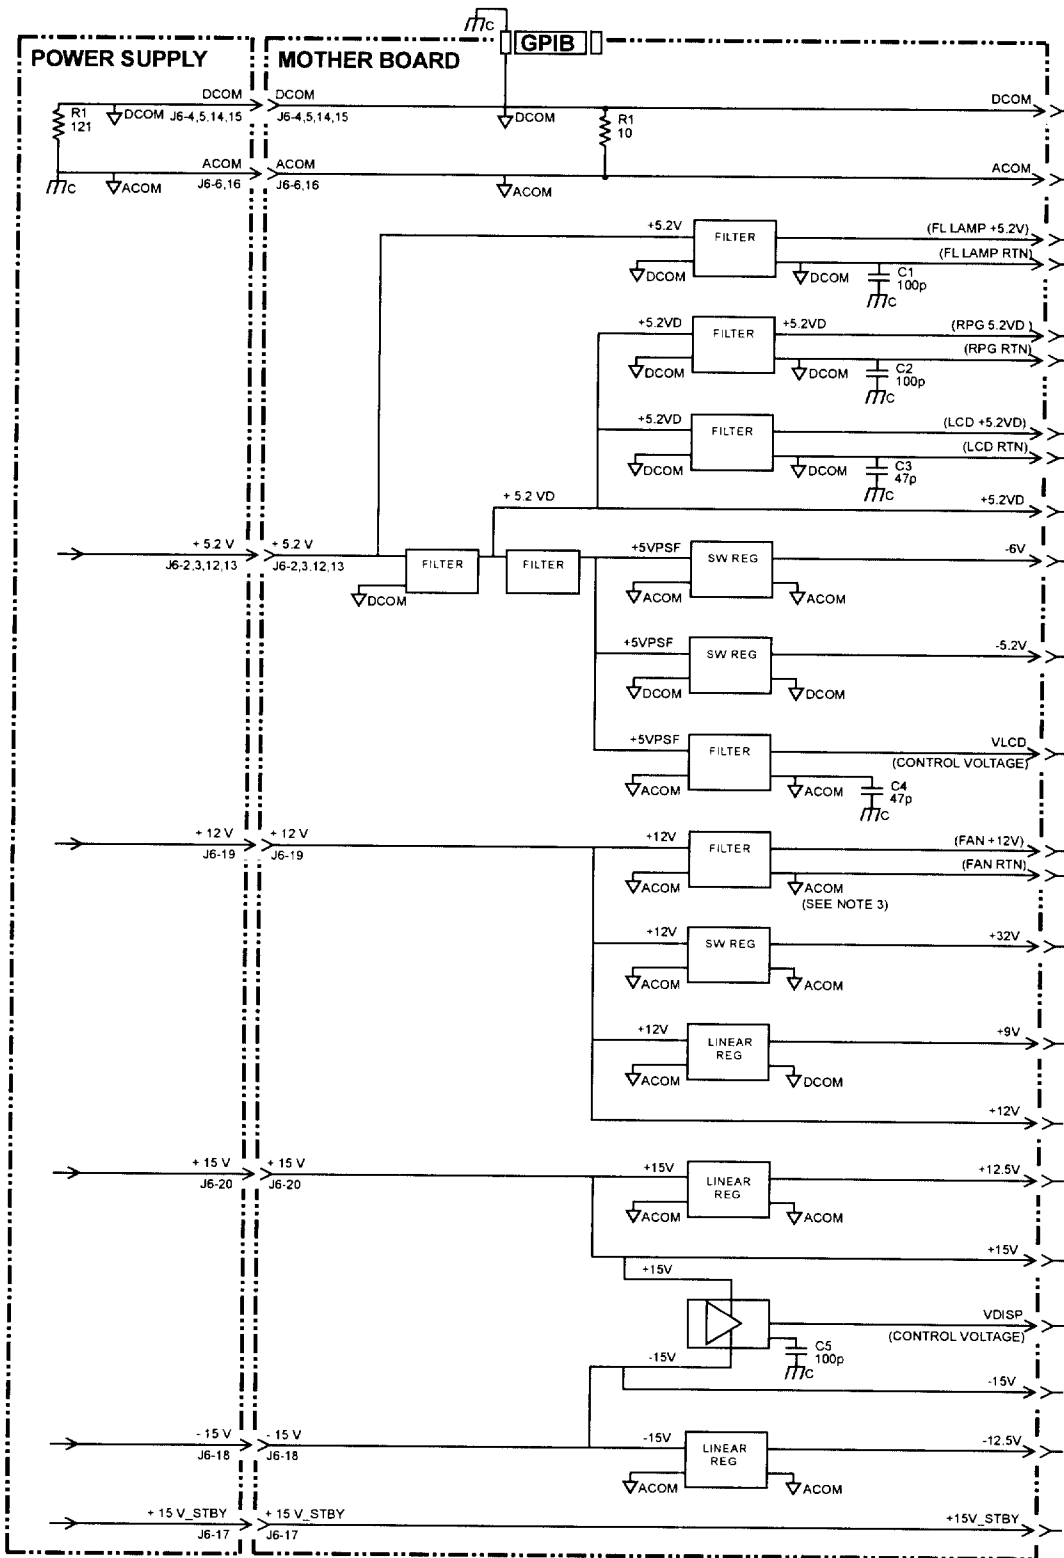 C
GPIB
POWER SUPPLY
MOTHER BOARD
DCOM
DCOM
DCOM
R1
121
DCOM
J6-4,5,14,15
J6-4,5,14,15
DCOM
R1
10
ACOM
ACOM
ACOM
C
ACOM
J6-6,16
J6-6,16
ACOM
+5.2V
FILTER
(FL LAMP +5.2V)
(FL LAMP RTN)
DCOM
DCOM
C1
100p
C
+5.2VD
FILTER
+5.2VD
(RPG 5.2VD )
(RPG RTN)
DCOM
DCOM
C2
100p
C
+5.2VD
FILTER
(LCD +5.2VD)
(LCD RTN)
DCOM
DCOM
C3
47p
C
+ 5.2 VD
+5.2VD
+ 5.2 V
+ 5.2 V
J6-2,3,12,13
J6-2,3.12,13
FILTER
FILTER
DCOM
+5VPSF
SW REG
-6V
ACOM
ACOM
+5VPSF
SW REG
-5.2V
DCOM
DCOM
+5VPSF
FILTER
VLCD
(CONTROL VOLTAGE)
ACOM
ACOM
C4
47p
C
+ 12 V
+ 12 V
J6-19
J6-19
+12V
FILTER
(FAN +12V)
(FAN RTN)
ACOM
ACOM
(SEE NOTE 3)
+12V
SW REG
+32V
ACOM
ACOM
+12V
LINEAR
REG
+9V
ACOM
DCOM
+12V
+ 15 V
+ 15 V
J6-20
J6-20
+15V
LINEAR
REG
+12.5V
ACOM
ACOM
+15V
+15V
VDISP
(CONTROL VOLTAGE)
C5
100p
C
-15V
-15V
- 15 V
- 15 V
J6-18
J6-18
-15V
LINEAR
REG
-12.5V
ACOM
ACOM
+ 15 V_STBY
+ 15 V_STBY
J6-17
J6-17
+15V_STBY